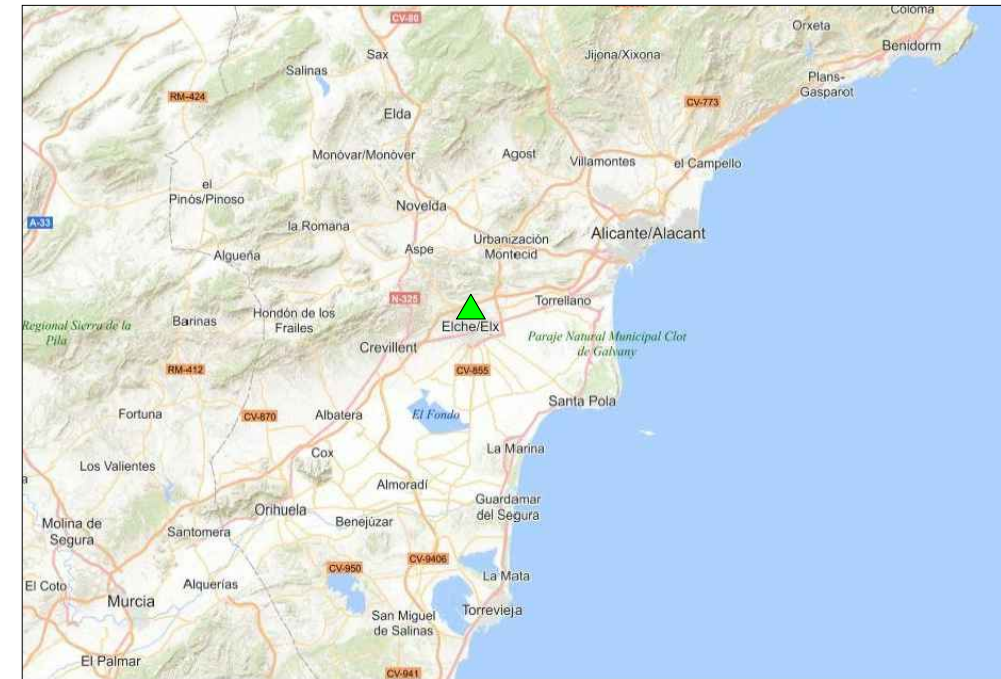 Coloma
CV-80
Orxeta
Benidorm
Sax
Jijona/Xixona
Salinas
Plans-
Gasparot
RM-424
CV-773
Elda
Monóvar/Monòver
Agost
Villamontes
el Campello
el
Pinós/Pinoso
Novelda
A-33
la Romana
Alicante/Alacant
Urbanización
Montecid
Aspe
Algueña
N-325
Torrellano
Hondón de los
Frailes
Barinas
Regional Sierra de la
Pila
Elche/Elx
Paraje Natural Municipal Clot
de Galvany
Crevillent
RM-412
CV-855
Santa Pola
Fortuna
CV-870
Albatera
El Fondo
La Marina
Cox
Los Valientes
Almoradí
Guardamar
del Segura
Orihuela
Benejúzar
Molina de
Segura
Santomera
CV-9406
CV-950
La Mata
El Coto
Alquerías
Murcia
Torrevieja
San Miguel
de Salinas
El Palmar
CV-941